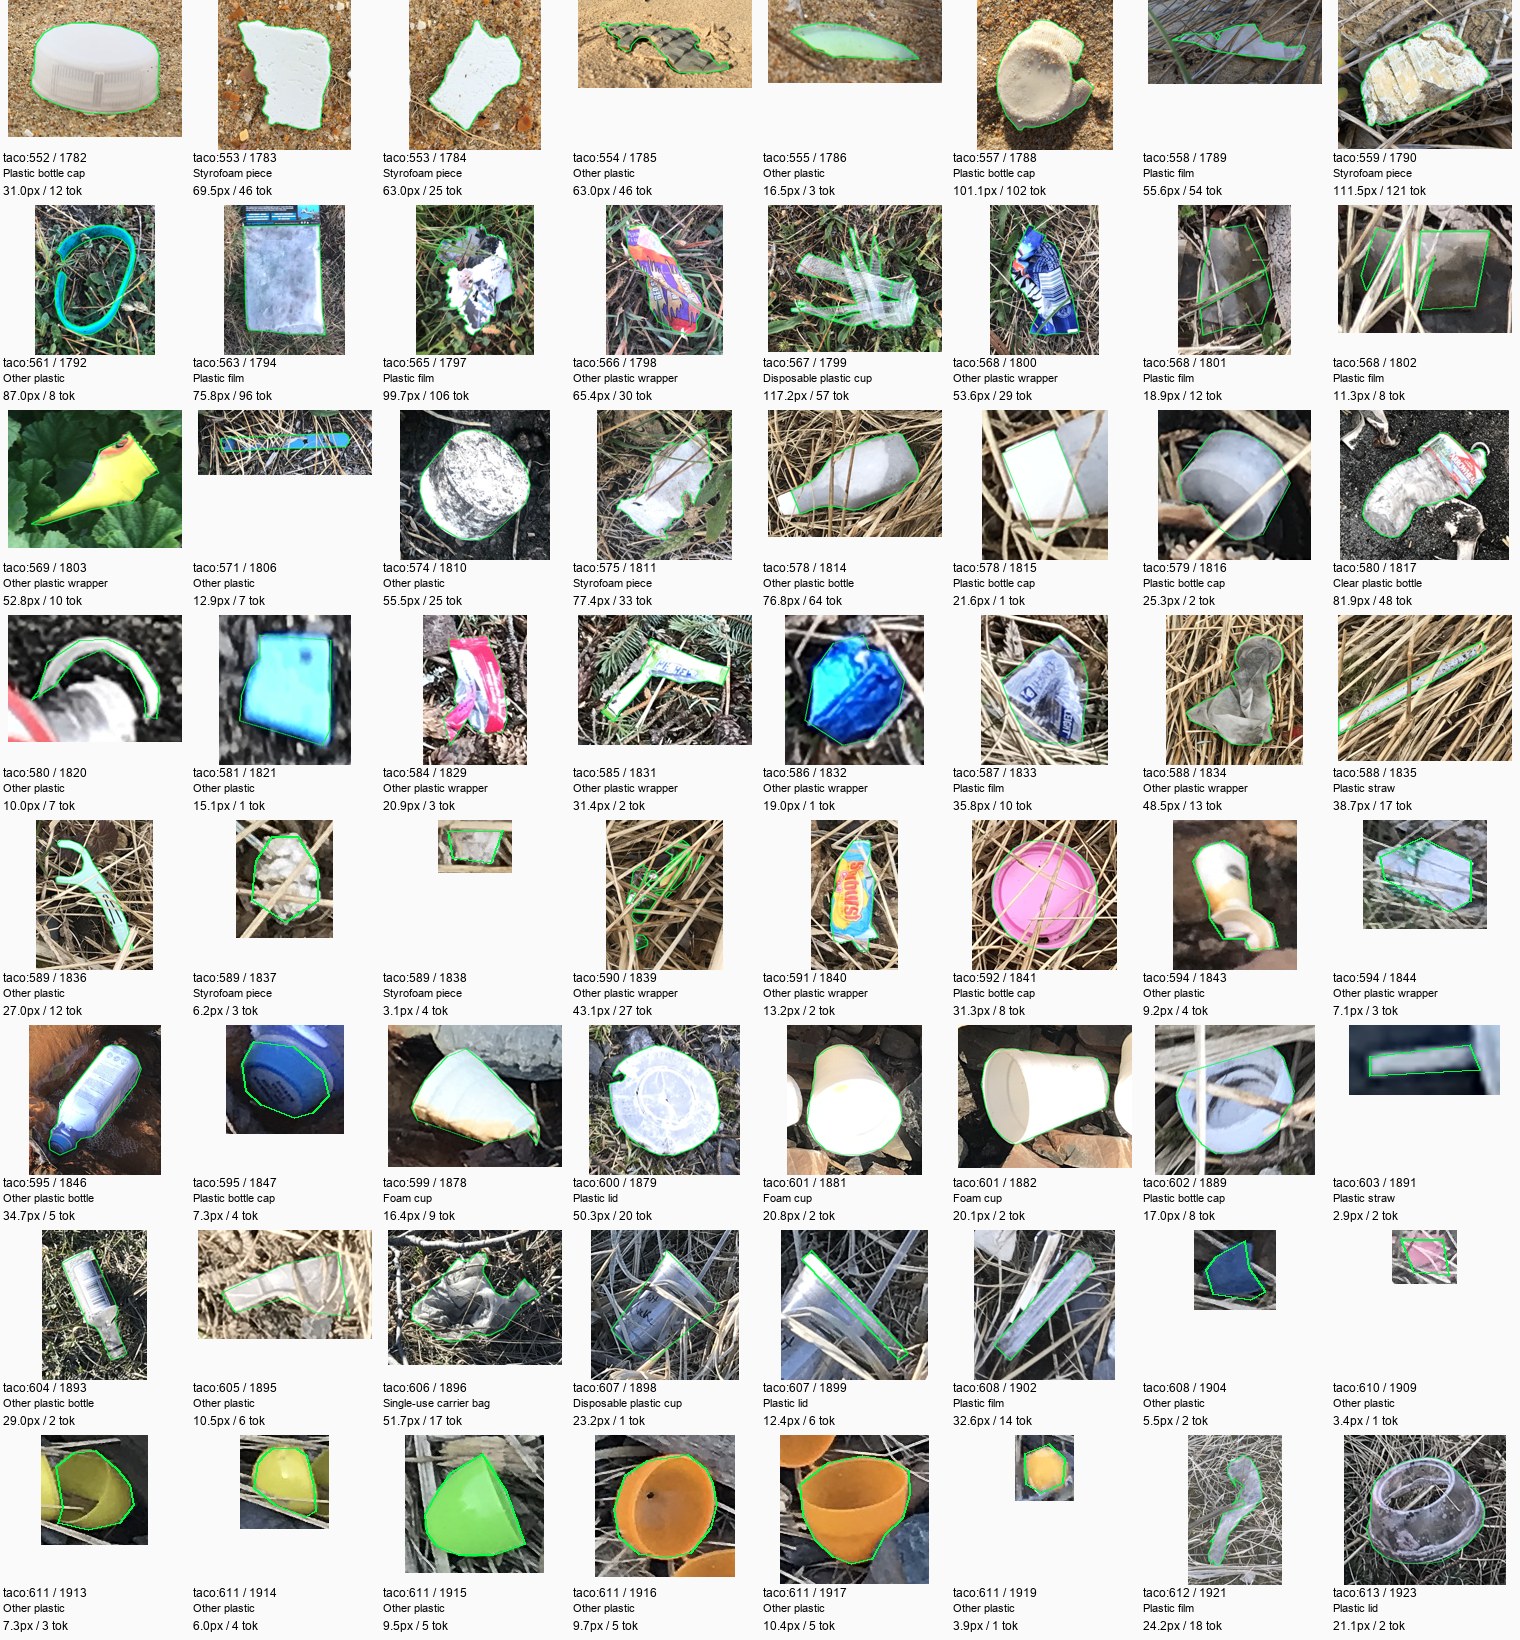 taco:552 / 1782
Plastic bottle cap
31.0px / 12 tok
taco:553 / 1783
Styrofoam piece
69.5px / 46 tok
taco:553 / 1784
Styrofoam piece
63.0px / 25 tok
taco:554 / 1785
Other plastic
63.0px / 46 tok
taco:555 / 1786
Other plastic
16.5px / 3 tok
taco:557 / 1788
Plastic bottle cap
101.1px / 102 tok
taco:558 / 1789
Plastic film
55.6px / 54 tok
taco:559 / 1790
Styrofoam piece
111.5px / 121 tok
taco:561 / 1792
Other plastic
87.0px / 8 tok
taco:563 / 1794
Plastic film
75.8px / 96 tok
taco:565 / 1797
Plastic film
99.7px / 106 tok
taco:566 / 1798
Other plastic wrapper
65.4px / 30 tok
taco:567 / 1799
Disposable plastic cup
117.2px / 57 tok
taco:568 / 1800
Other plastic wrapper
53.6px / 29 tok
taco:568 / 1801
Plastic film
18.9px / 12 tok
taco:568 / 1802
Plastic film
11.3px / 8 tok
taco:569 / 1803
Other plastic wrapper
52.8px / 10 tok
taco:571 / 1806
Other plastic
12.9px / 7 tok
taco:574 / 1810
Other plastic
55.5px / 25 tok
taco:575 / 1811
Styrofoam piece
77.4px / 33 tok
taco:578 / 1814
Other plastic bottle
76.8px / 64 tok
taco:578 / 1815
Plastic bottle cap
21.6px / 1 tok
taco:579 / 1816
Plastic bottle cap
25.3px / 2 tok
taco:580 / 1817
Clear plastic bottle
81.9px / 48 tok
taco:580 / 1820
Other plastic
10.0px / 7 tok
taco:581 / 1821
Other plastic
15.1px / 1 tok
taco:584 / 1829
Other plastic wrapper
20.9px / 3 tok
taco:585 / 1831
Other plastic wrapper
31.4px / 2 tok
taco:586 / 1832
Other plastic wrapper
19.0px / 1 tok
taco:587 / 1833
Plastic film
35.8px / 10 tok
taco:588 / 1834
Other plastic wrapper
48.5px / 13 tok
taco:588 / 1835
Plastic straw
38.7px / 17 tok
taco:589 / 1836
Other plastic
27.0px / 12 tok
taco:589 / 1837
Styrofoam piece
6.2px / 3 tok
taco:589 / 1838
Styrofoam piece
3.1px / 4 tok
taco:590 / 1839
Other plastic wrapper
43.1px / 27 tok
taco:591 / 1840
Other plastic wrapper
13.2px / 2 tok
taco:592 / 1841
Plastic bottle cap
31.3px / 8 tok
taco:594 / 1843
Other plastic
9.2px / 4 tok
taco:594 / 1844
Other plastic wrapper
7.1px / 3 tok
taco:595 / 1846
Other plastic bottle
34.7px / 5 tok
taco:595 / 1847
Plastic bottle cap
7.3px / 4 tok
taco:599 / 1878
Foam cup
16.4px / 9 tok
taco:600 / 1879
Plastic lid
50.3px / 20 tok
taco:601 / 1881
Foam cup
20.8px / 2 tok
taco:601 / 1882
Foam cup
20.1px / 2 tok
taco:602 / 1889
Plastic bottle cap
17.0px / 8 tok
taco:603 / 1891
Plastic straw
2.9px / 2 tok
taco:604 / 1893
Other plastic bottle
29.0px / 2 tok
taco:605 / 1895
Other plastic
10.5px / 6 tok
taco:606 / 1896
Single-use carrier bag
51.7px / 17 tok
taco:607 / 1898
Disposable plastic cup
23.2px / 1 tok
taco:607 / 1899
Plastic lid
12.4px / 6 tok
taco:608 / 1902
Plastic film
32.6px / 14 tok
taco:608 / 1904
Other plastic
5.5px / 2 tok
taco:610 / 1909
Other plastic
3.4px / 1 tok
taco:611 / 1913
Other plastic
7.3px / 3 tok
taco:611 / 1914
Other plastic
6.0px / 4 tok
taco:611 / 1915
Other plastic
9.5px / 5 tok
taco:611 / 1916
Other plastic
9.7px / 5 tok
taco:611 / 1917
Other plastic
10.4px / 5 tok
taco:611 / 1919
Other plastic
3.9px / 1 tok
taco:612 / 1921
Plastic film
24.2px / 18 tok
taco:613 / 1923
Plastic lid
21.1px / 2 tok